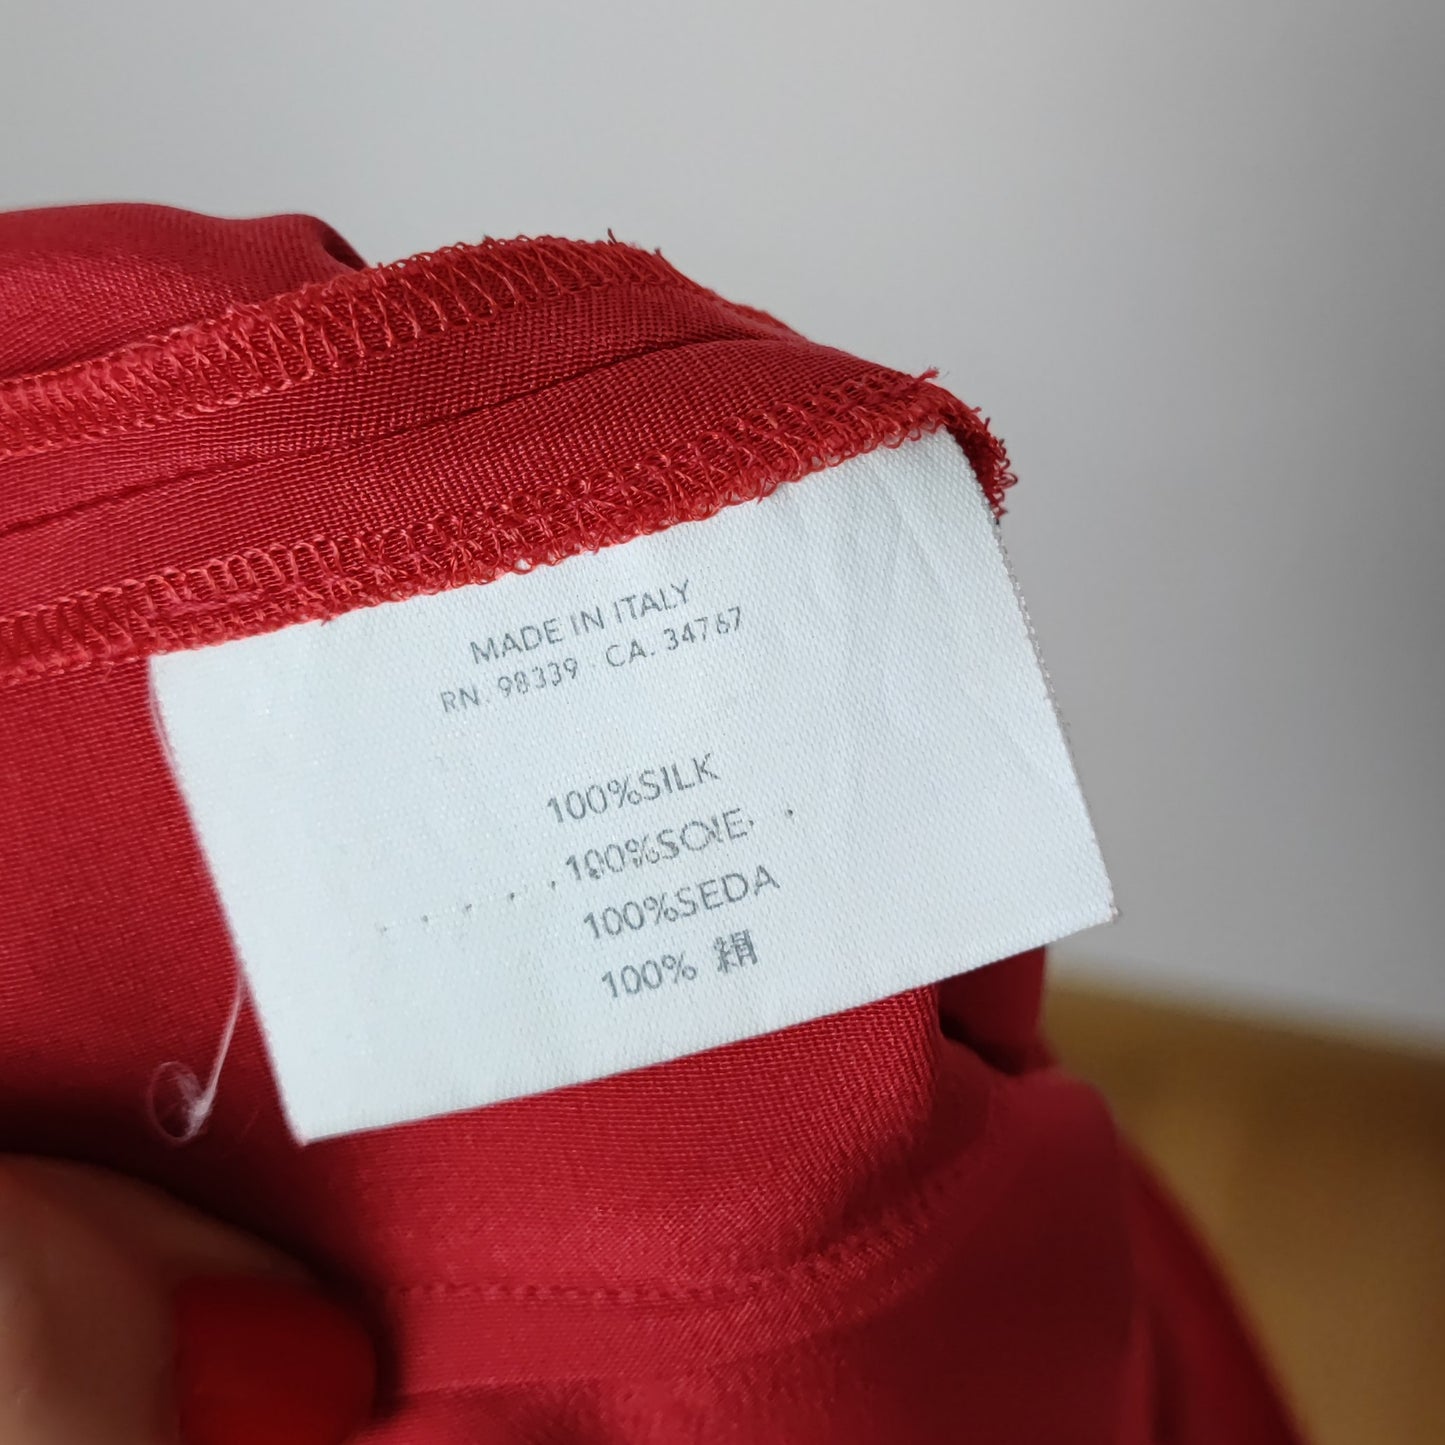 MADE IN ITALY
RN. 98339 · CA. 34767
100%SILK
100%SOIE
100%SEDA
100% 絹